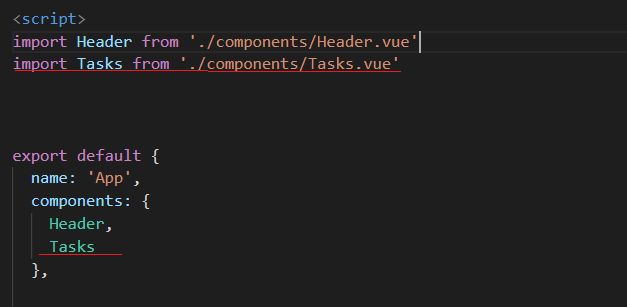 <script>
import Header from './components/Header.vue'
import Tasks from './components/Tasks.vue'
export default {
name: 'App',
components: {
Header,
Tasks
},